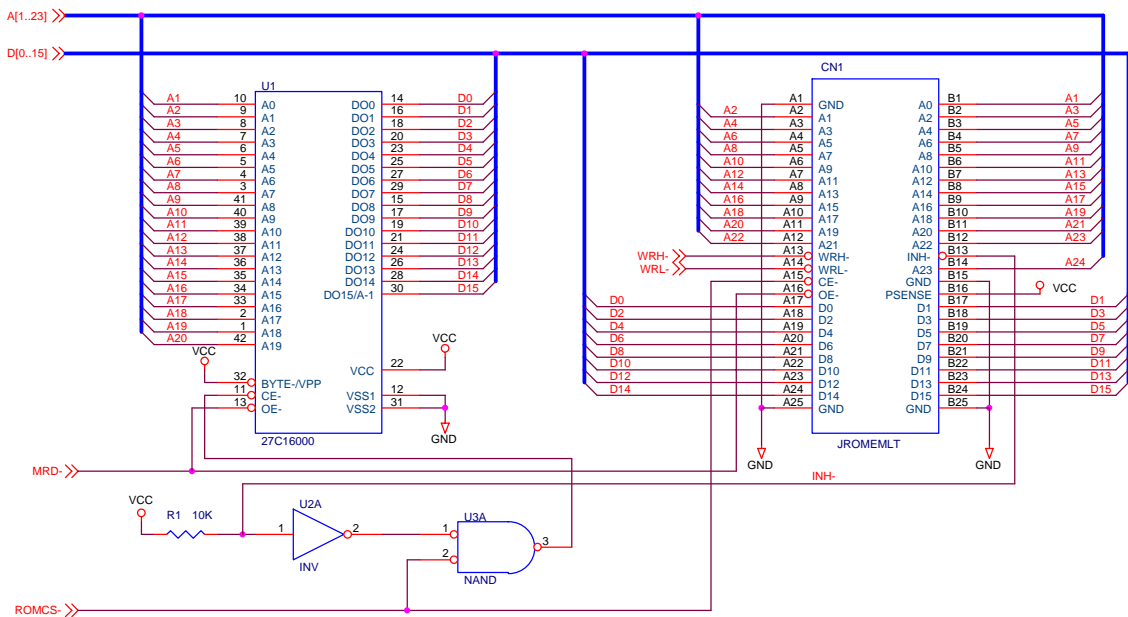 A[1..23]
D[0..15]
U1
A1 10 A0 DO0 14 D0
A2 9 A1 DO1 16 D1
A3 8 A2 DO2 18 D2
A4 7 A3 DO3 20 D3
A5 6 A4 DO4 23 D4
A6 5 A5 DO5 25 D5
A7 4 A6 DO6 27 D6
A8 3 A7 DO7 29 D7
A9 41 A8 DO8 15 D8
A10 40 A9 DO9 17 D9
A11 39 A10 DO10 19 D10
A12 38 A11 DO11 21 D11
A13 37 A12 DO12 24 D12
A14 36 A13 DO13 26 D13
A15 35 A14 DO14 28 D14
A16 34 A15 DO15/A-1 30 D15
A17 33 A16
A18 2 A17
A19 1 A18
A20 42 A19
VCC
VCC
VCC 22
32 BYTE-/VPP
11 CE- VSS1 12
13 OE- VSS2 31
GND
27C16000
CN1
A1 GND A0 B1 A1
A2 A2 A1 A2 B2 A3
A4 A3 A3 A4 B3 A5
A6 A4 A5 A6 B4 A7
A8 A5 A7 A8 B5 A9
A10 A6 A9 A10 B6 A11
A12 A7 A11 A12 B7 A13
A14 A8 A13 A14 B8 A15
A16 A9 A15 A16 B9 A17
A18 A10 A17 A18 B10 A19
A20 A11 A19 A20 B11 A21
A22 A12 A21 A22 B12 A23
WRH- A13 WRH- INH- B13
WRL- A14 WRL- A23 B14 A24
A15 CE- GND B15
A16 OE- PSENSE B16 VCC
D0 A17 D0 D1 B17 D1
D2 A18 D2 D3 B18 D3
D4 A19 D4 D5 B19 D5
D6 A20 D6 D7 B20 D7
D8 A21 D8 D9 B21 D9
D10 A22 D10 D11 B22 D11
D12 A23 D12 D13 B23 D13
D14 A24 D14 D15 B24 D15
A25 GND GND B25
JROMEMLT
GND
GND
MRD-
INH-
VCC
R1 10K
U2A
1 2
INV
U3A
1
2
3
NAND
ROMCS-